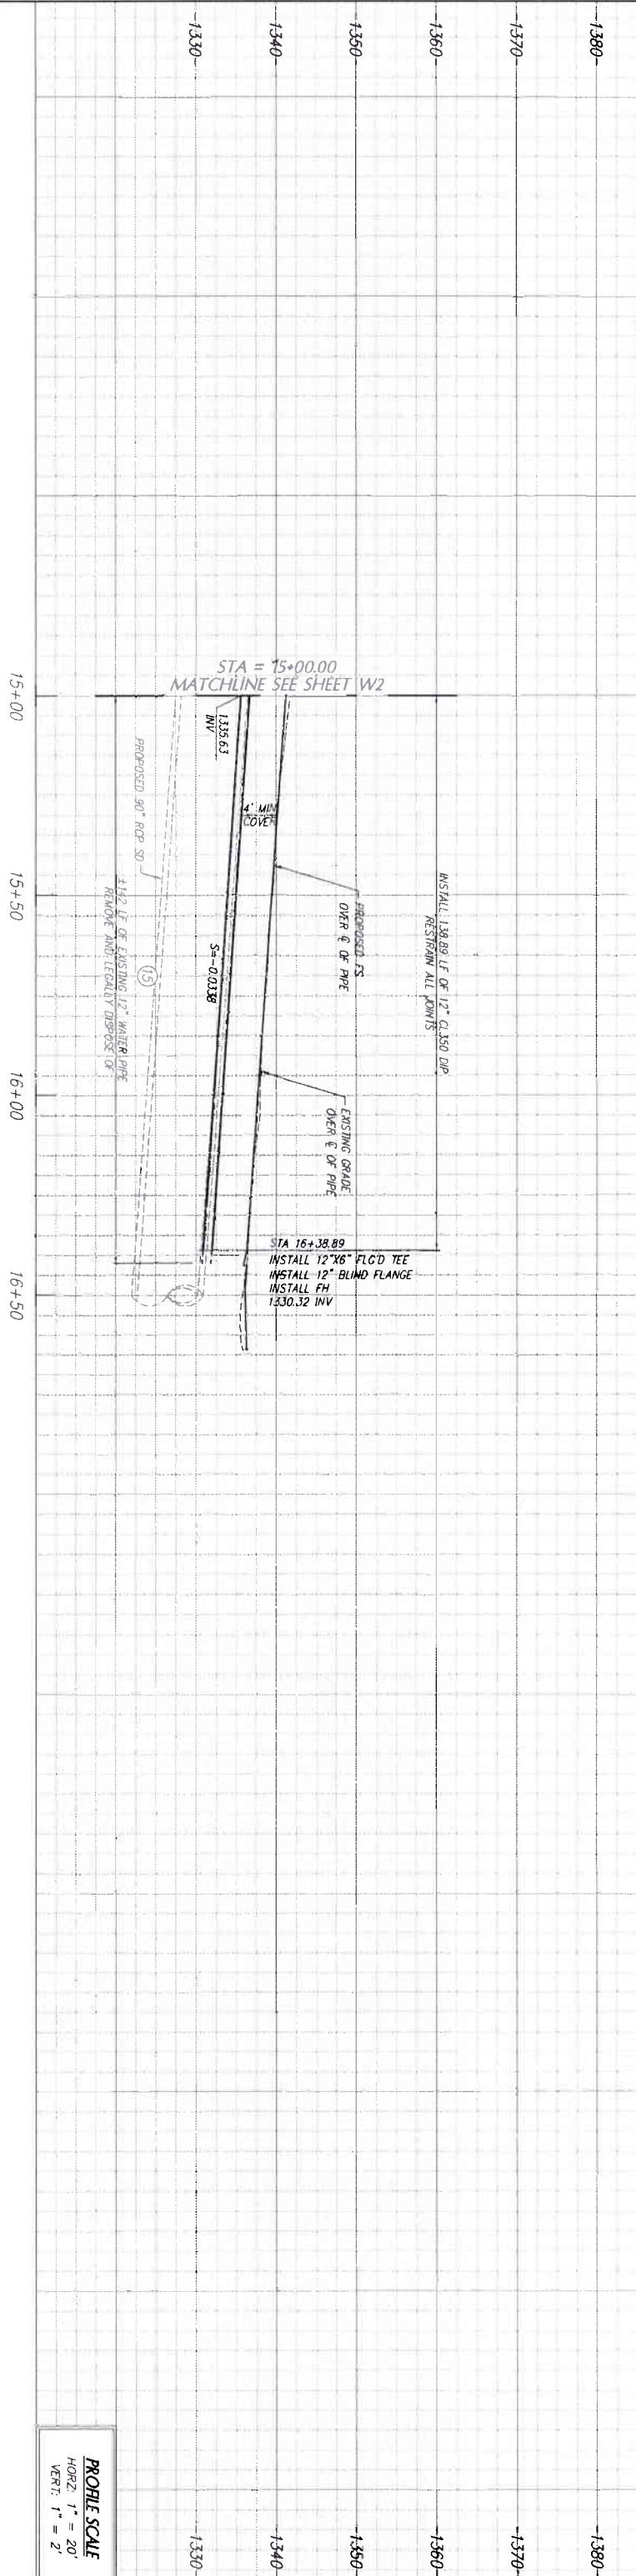 -1380-
-1370-
-1360-
-1350-
-1340-
-1330-
STA = 15+00.00
MATCHLINE SEE SHEET W2
1335.63
INV
4' MIN
COVER
PROPOSED FS
OVER ℄ OF PIPE
INSTALL 138.89 LF OF 12" CL350 DIP
RESTRAIN ALL JOINTS
EXISTING GRADE
OVER ℄ OF PIPE
S=-0.0338
PROPOSED 90" RCP SD
15
±142 LF OF EXISTING 12" WATER PIPE
REMOVE AND LEGALLY DISPOSE OF
STA 16+38.89
INSTALL 12"X6" FLG'D TEE
INSTALL 12" BLIND FLANGE
INSTALL FH
1330.32 INV
15+00
15+50
16+00
16+50
-1380-
-1370-
-1360-
-1350-
-1340-
-1330-
PROFILE SCALE
HORZ: 1" = 20'
VERT: 1" = 2'